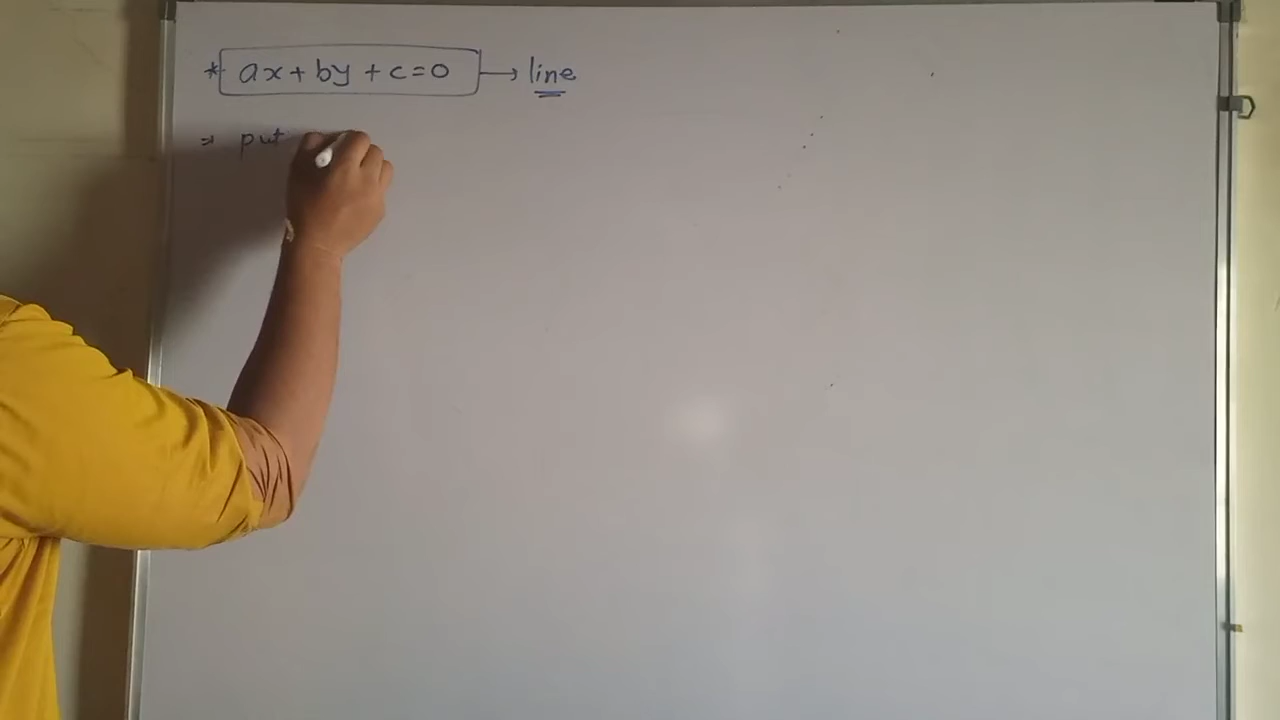 * ax + by + c = 0 → line
⇒ put